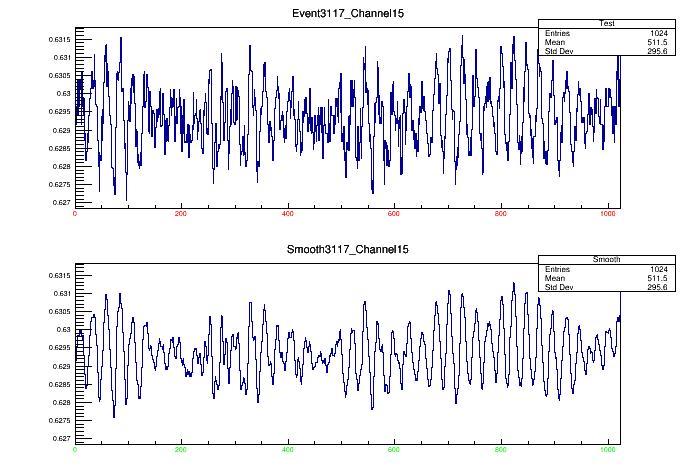 Event3117_Channel15
Test
Entries 1024
Mean 511.5
Std Dev 295.6
0.6315
0.631
0.6305
0.63
0.6295
0.629
0.6285
0.628
0.6275
0.627
0 200 400 600 800 1000
Smooth3117_Channel15
Smooth
Entries 1024
Mean 511.5
Std Dev 295.6
0.6315
0.631
0.6305
0.63
0.6295
0.629
0.6285
0.628
0.6275
0.627
0 200 400 600 800 1000